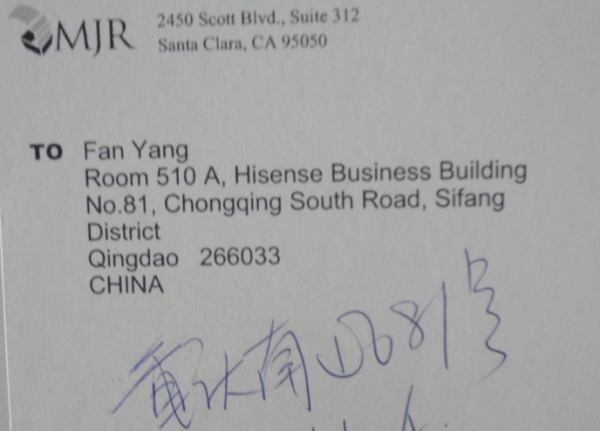 MJR
2450 Scott Blvd., Suite 312
Santa Clara, CA 95050
TO Fan Yang
Room 510 A, Hisense Business Building
No.81, Chongqing South Road, Sifang
District
Qingdao 266033
CHINA
重庆南路81号